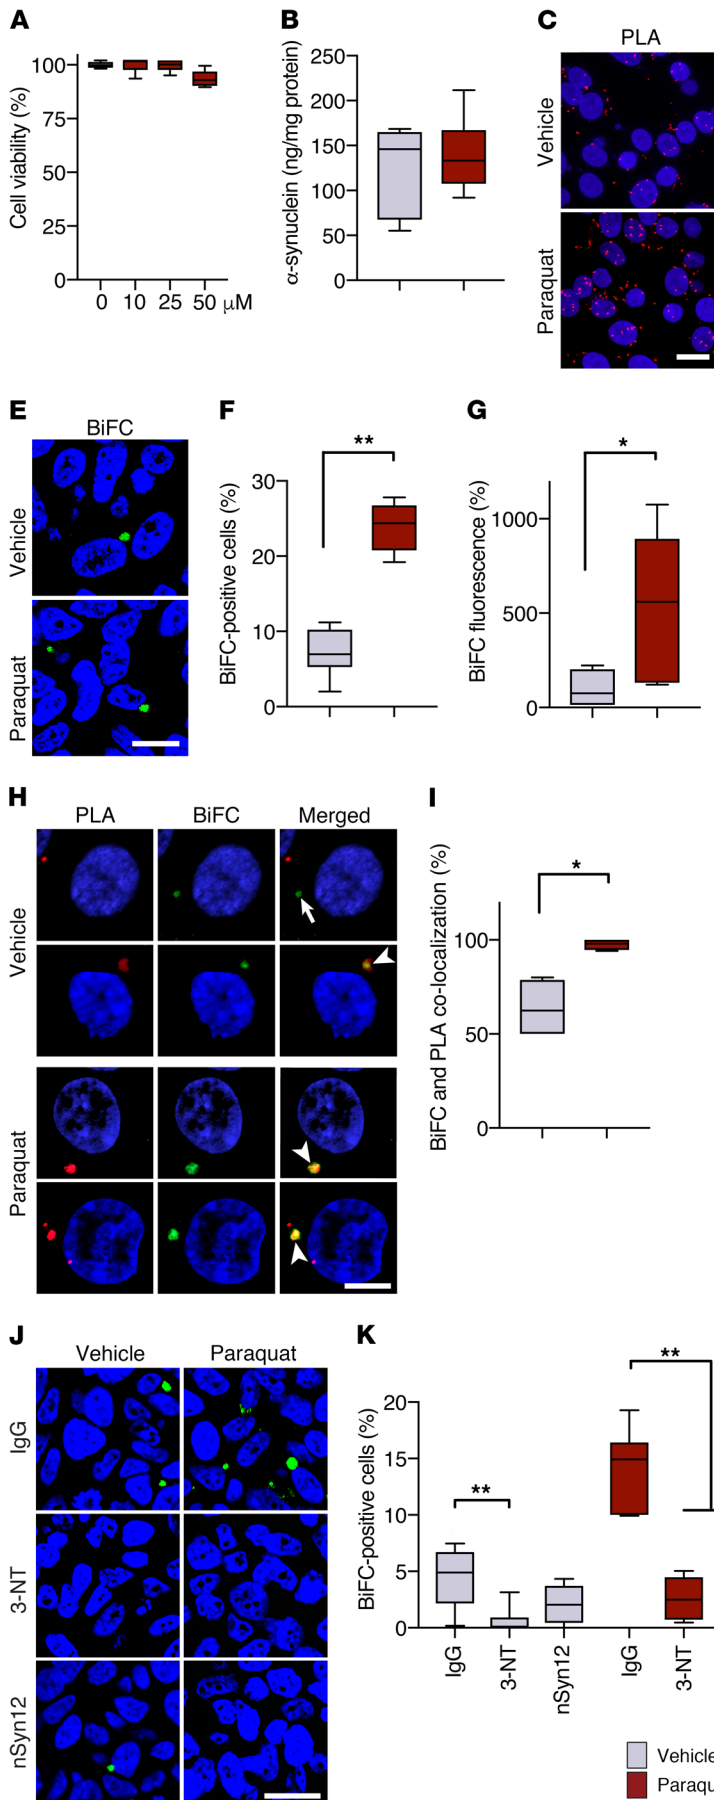 A
Cell viability (%)
100
75
50
25
0
0 10 25 50 μM
B
α-synuclein (ng/mg protein)
250
200
150
100
50
0
C
PLA
Vehicle
Paraquat
E
BiFC
Vehicle
Paraquat
F
BiFC-positive cells (%)
**
30
20
10
0
G
BiFC fluorescence (%)
*
1000
500
0
H
PLA BiFC Merged
Vehicle
Paraquat
I
BiFC and PLA co-localization (%)
*
100
50
0
J
Vehicle Paraquat
IgG
3-NT
nSyn12
K
BiFC-positive cells (%)
**
**
20
15
10
5
0
IgG 3-NT nSyn12 IgG 3-NT
Vehicle
Paraqu